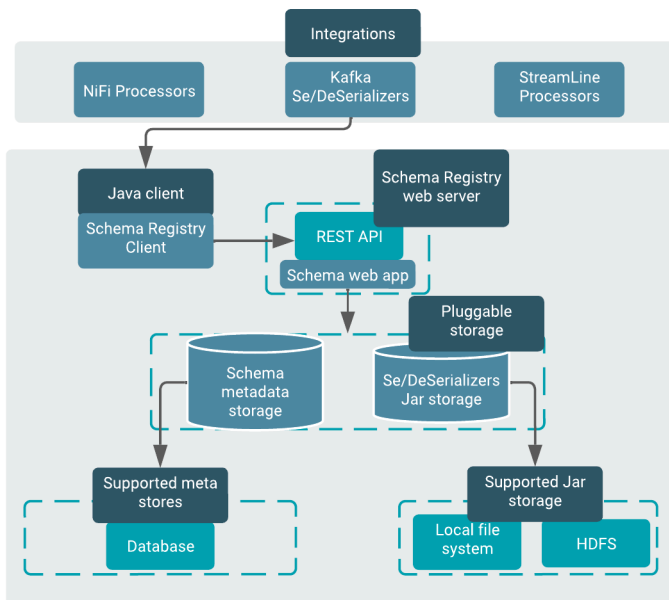 Integrations
NiFi Processors
Kafka
Se/DeSerializers
StreamLine
Processors
Java client
Schema Registry
Client
Schema Registry
web server
REST API
Schema web app
Pluggable
storage
Schema
metadata
storage
Se/DeSerializers
Jar storage
Supported meta
stores
Database
Supported Jar
storage
Local file
system
HDFS